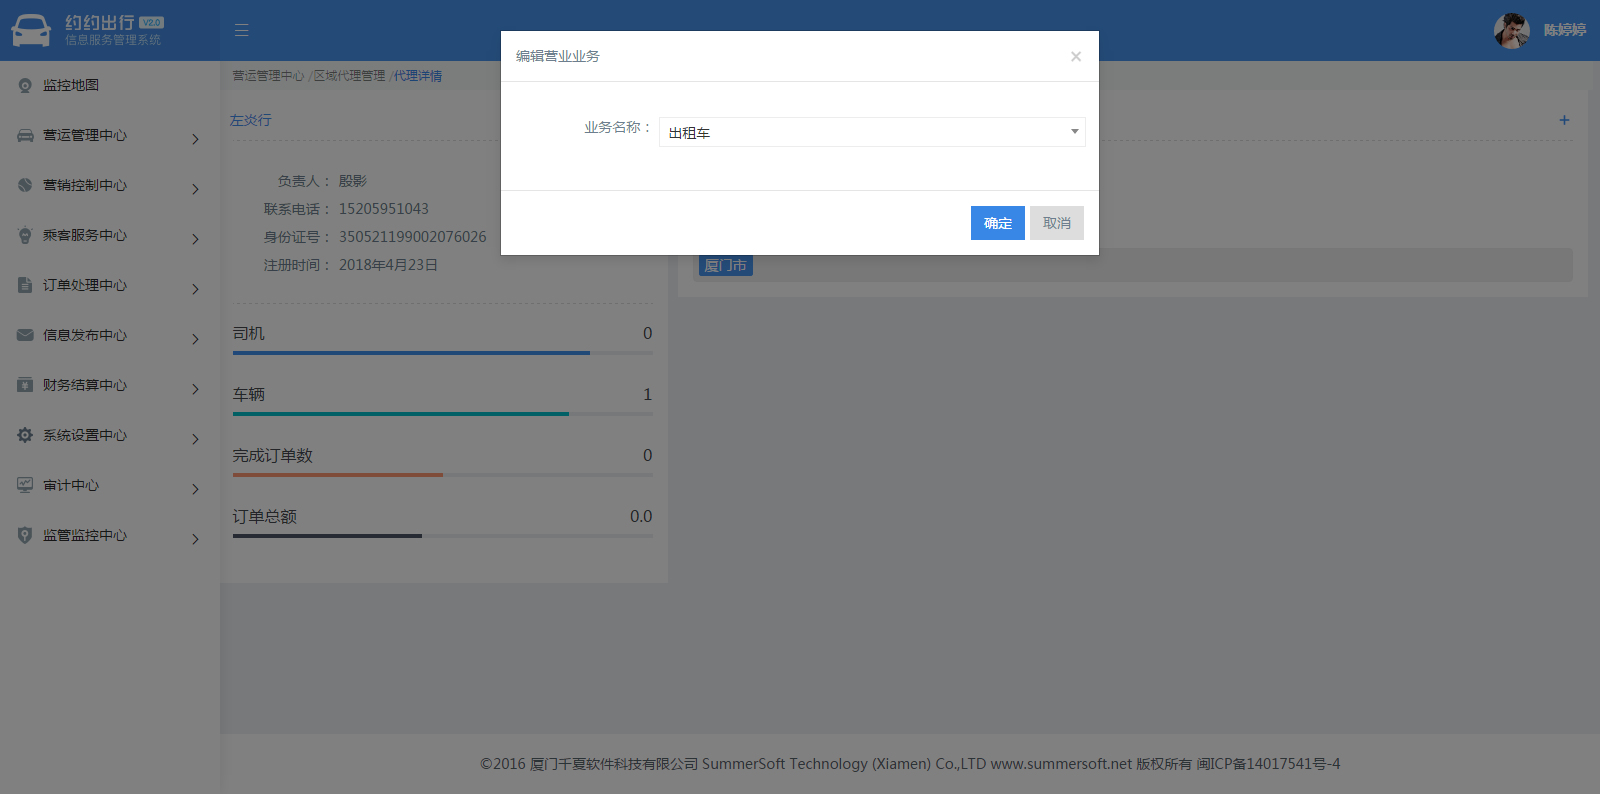 约约出行 V2.0
信息服务管理系统
陈婷婷
监控地图
营运管理中心
营销控制中心
乘客服务中心
订单处理中心
信息发布中心
财务结算中心
系统设置中心
审计中心
监管监控中心
营运管理中心 /区域代理管理 /代理详情
左炎行
+
负责人： 殷影
联系电话： 15205951043
身份证号： 350521199002076026
注册时间： 2018年4月23日
司机 0
车辆 1
完成订单数 0
订单总额 0.0
编辑营业业务 ×
业务名称： 出租车
确定 取消
厦门市
©2016 厦门千夏软件科技有限公司 SummerSoft Technology (Xiamen) Co.,LTD www.summersoft.net 版权所有 闽ICP备14017541号-4